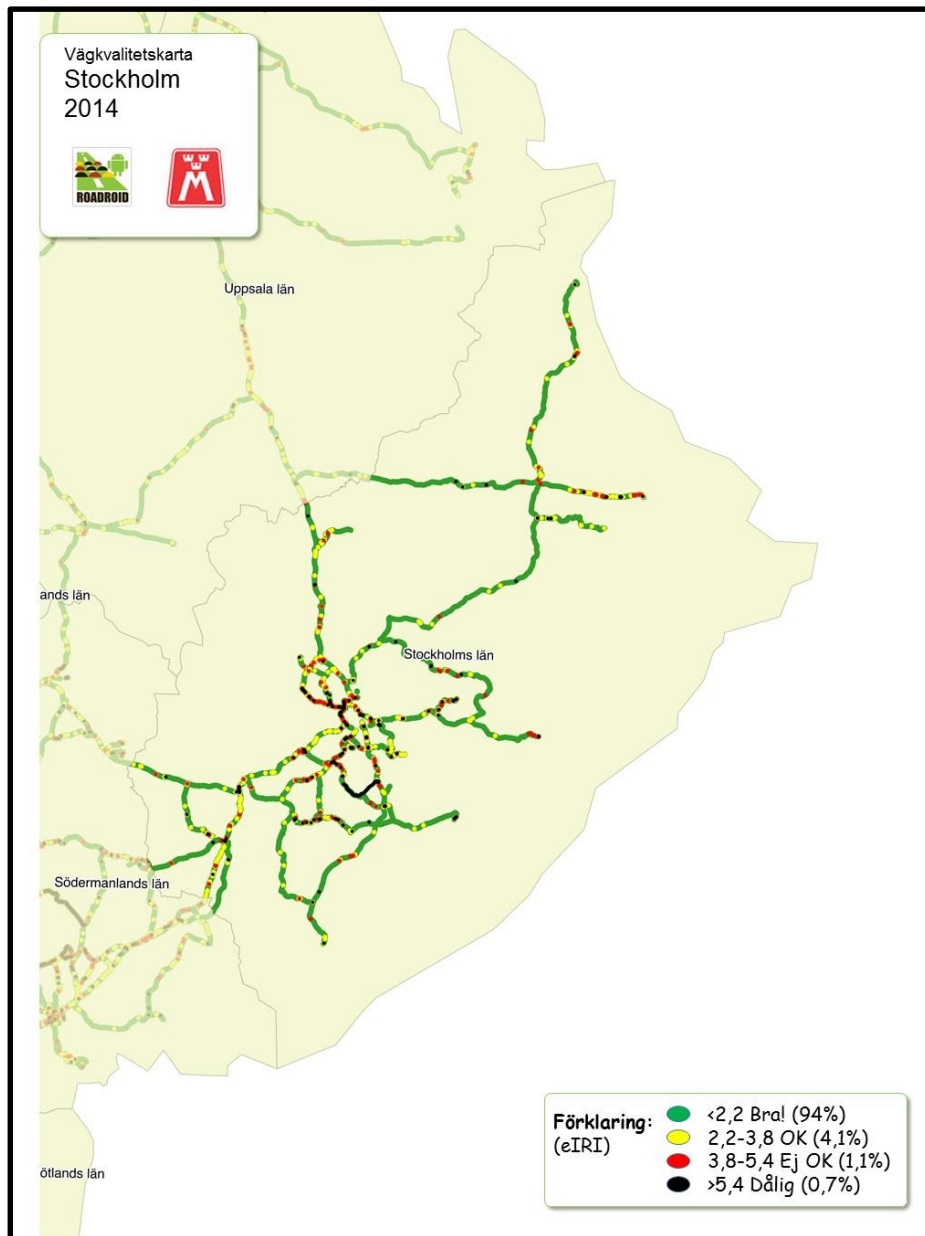 Vägkvalitetskarta
Stockholm
2014
ROADROID
M
Uppsala län
ands län
Stockholms län
Södermanlands län
ötlands län
Förklaring:
(eIRI)
<2,2 Bra! (94%)
2,2-3,8 OK (4,1%)
3,8-5,4 Ej OK (1,1%)
>5,4 Dålig (0,7%)